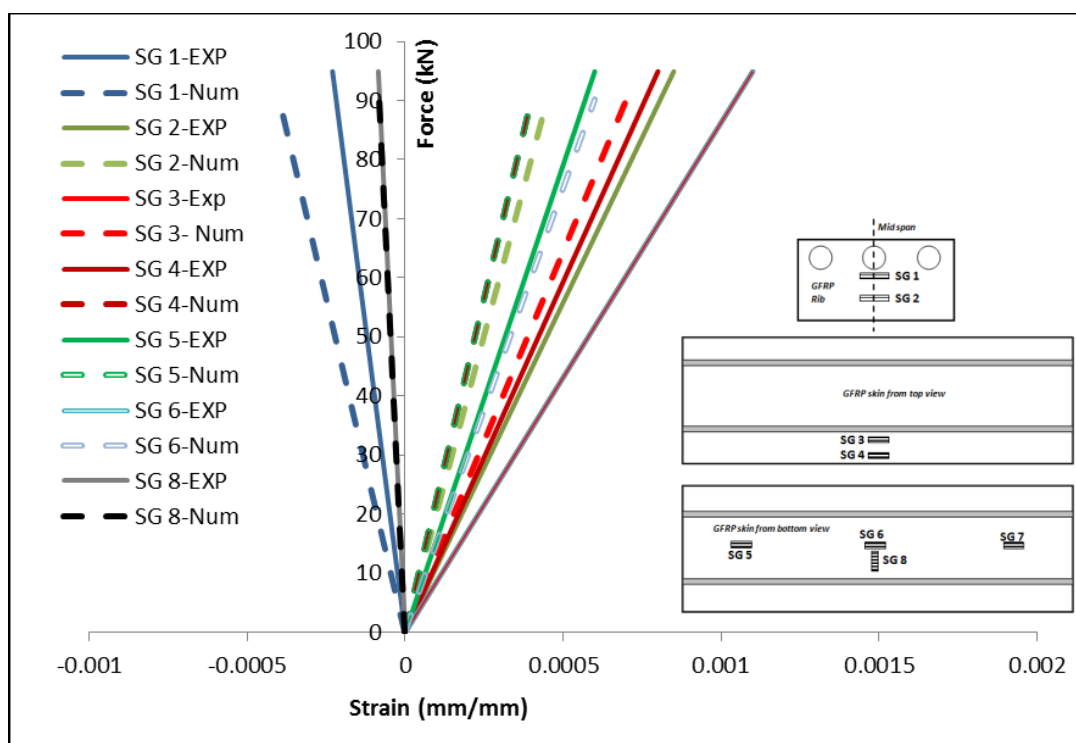 SG 1-EXP
SG 1-Num
SG 2-EXP
SG 2-Num
SG 3-Exp
SG 3- Num
SG 4-EXP
SG 4-Num
SG 5-EXP
SG 5-Num
SG 6-EXP
SG 6-Num
SG 8-EXP
SG 8-Num
100
90
80
70
60
50
40
30
20
10
0
Force (kN)
-0.001
-0.0005
0
0.0005
0.001
0.0015
0.002
Strain (mm/mm)
Mid span
GFRP
Rib
SG 1
SG 2
GFRP skin from top view
SG 3
SG 4
GFRP skin from bottom view
SG 5
SG 6
SG 7
SG 8